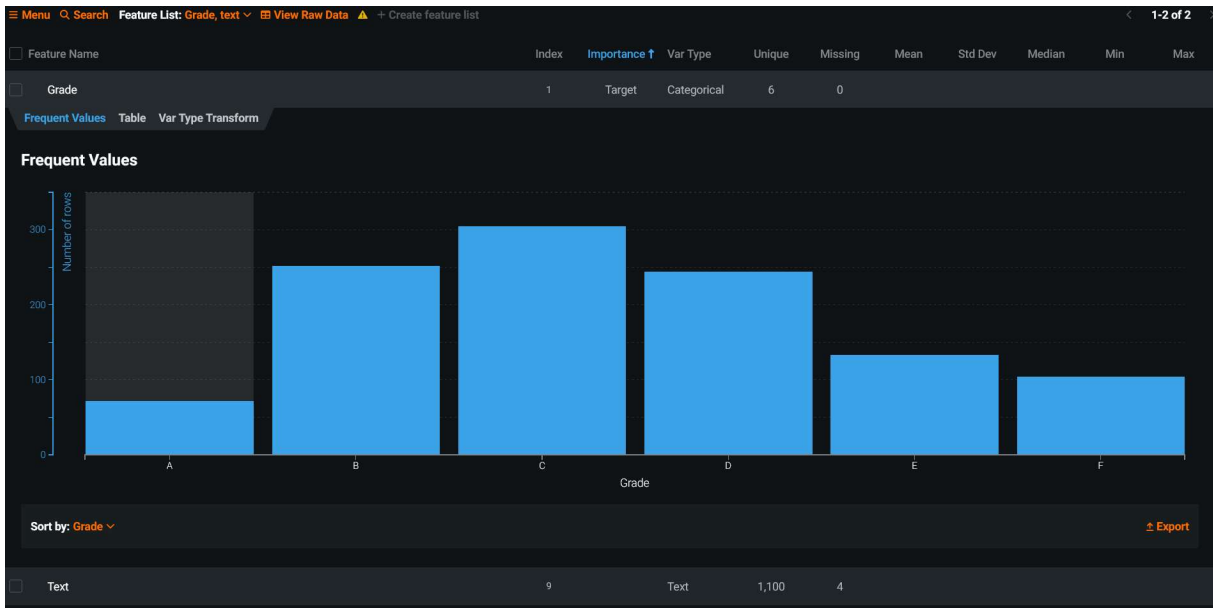 Menu Search Feature List: Grade, text View Raw Data + Create feature list < 1-2 of 2 >
Feature Name Index Importance ↑ Var Type Unique Missing Mean Std Dev Median Min Max
Grade 1 Target Categorical 6 0
Frequent Values Table Var Type Transform
Frequent Values
Number of rows
300
200
100
0
A B C D E F
Grade
Sort by: Grade
Export
Text 9 Text 1,100 4